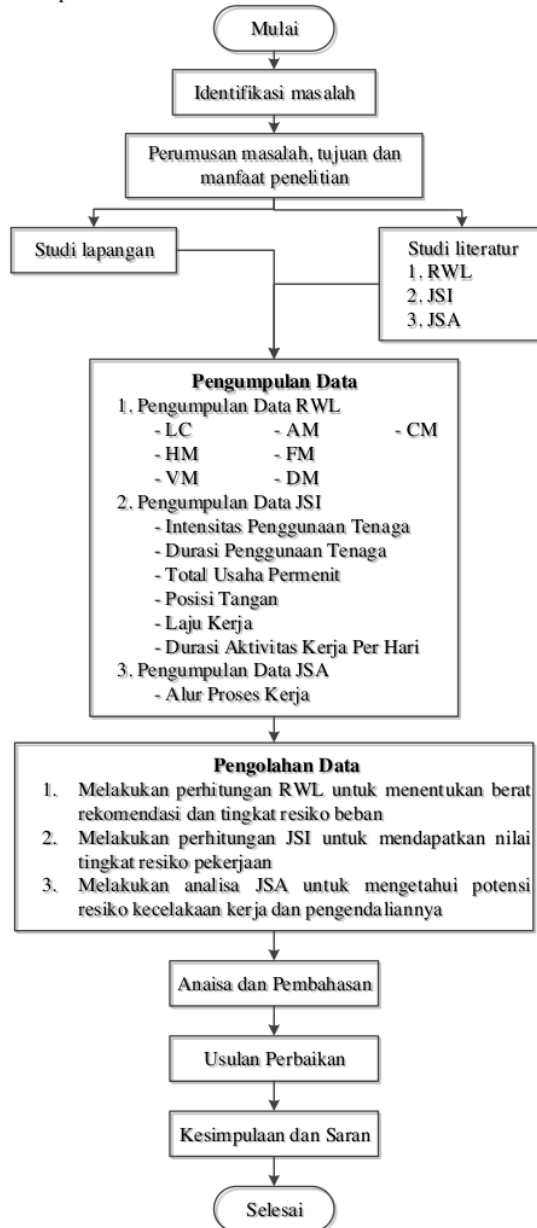 Mulai
Identifikasi masalah
Perumusan masalah, tujuan dan
manfaat penelitian
Studi lapangan
Studi literatur
1. RWL
2. JSI
3. JSA
Pengumpulan Data
1. Pengumpulan Data RWL
- LC - AM - CM
- HM - FM
- VM - DM
2. Pengumpulan Data JSI
- Intensitas Penggunaan Tenaga
- Durasi Penggunaan Tenaga
- Total Usaha Permenit
- Posisi Tangan
- Laju Kerja
- Durasi Aktivitas Kerja Per Hari
3. Pengumpulan Data JSA
- Alur Proses Kerja
Pengolahan Data
1. Melakukan perhitungan RWL untuk menentukan berat
rekomendasi dan tingkat resiko beban
2. Melakukan perhitungan JSI untuk mendapatkan nilai
tingkat resiko pekerjaan
3. Melakukan analisa JSA untuk mengetahui potensi
resiko kecelakaan kerja dan pengendaliannya
Anaisa dan Pembahasan
Usulan Perbaikan
Kesimpulaan dan Saran
Selesai